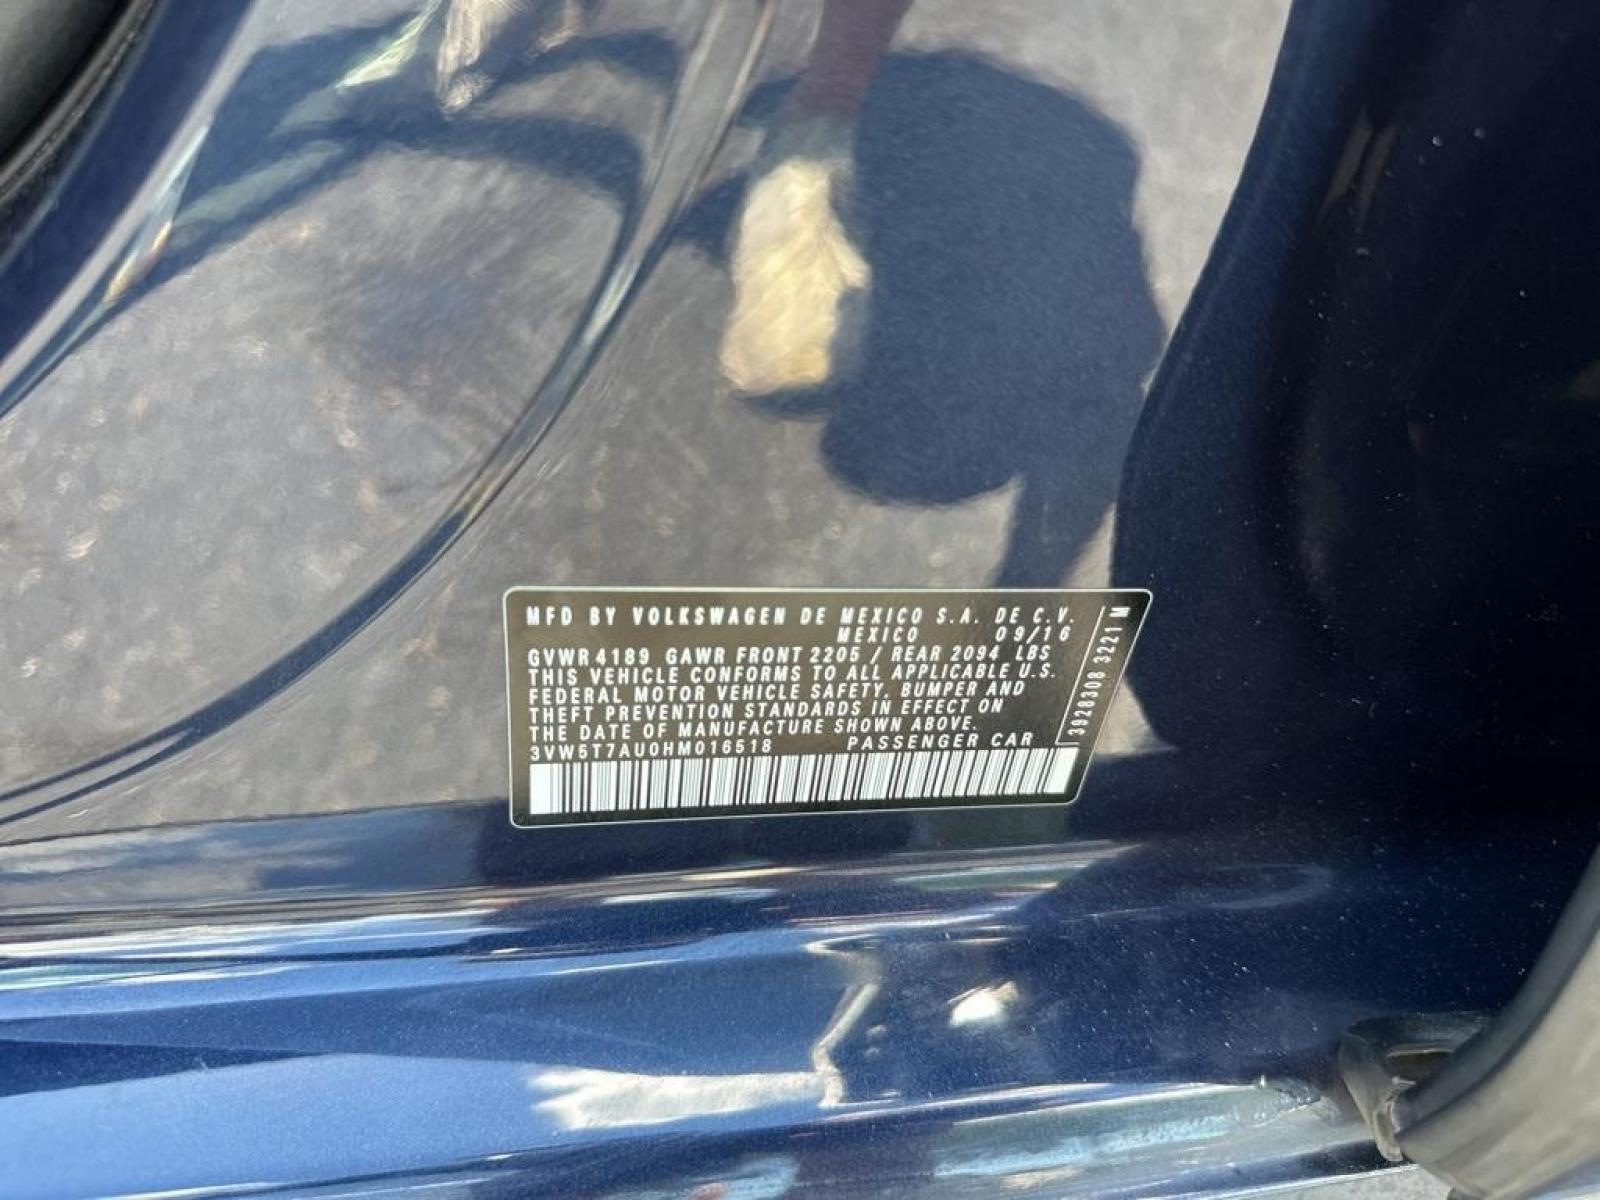 MFD BY VOLKSWAGEN DE MEXICO S.A. DE C.V.
MEXICO 09/16
GVWR 4189 GAWR FRONT 2205 / REAR 2094 LBS
THIS VEHICLE CONFORMS TO ALL APPLICABLE U.S.
FEDERAL MOTOR VEHICLE SAFETY, BUMPER AND
THEFT PREVENTION STANDARDS IN EFFECT ON
THE DATE OF MANUFACTURE SHOWN ABOVE.
3VW5T7AU0HM016518 PASSENGER CAR
3928308 3221 M